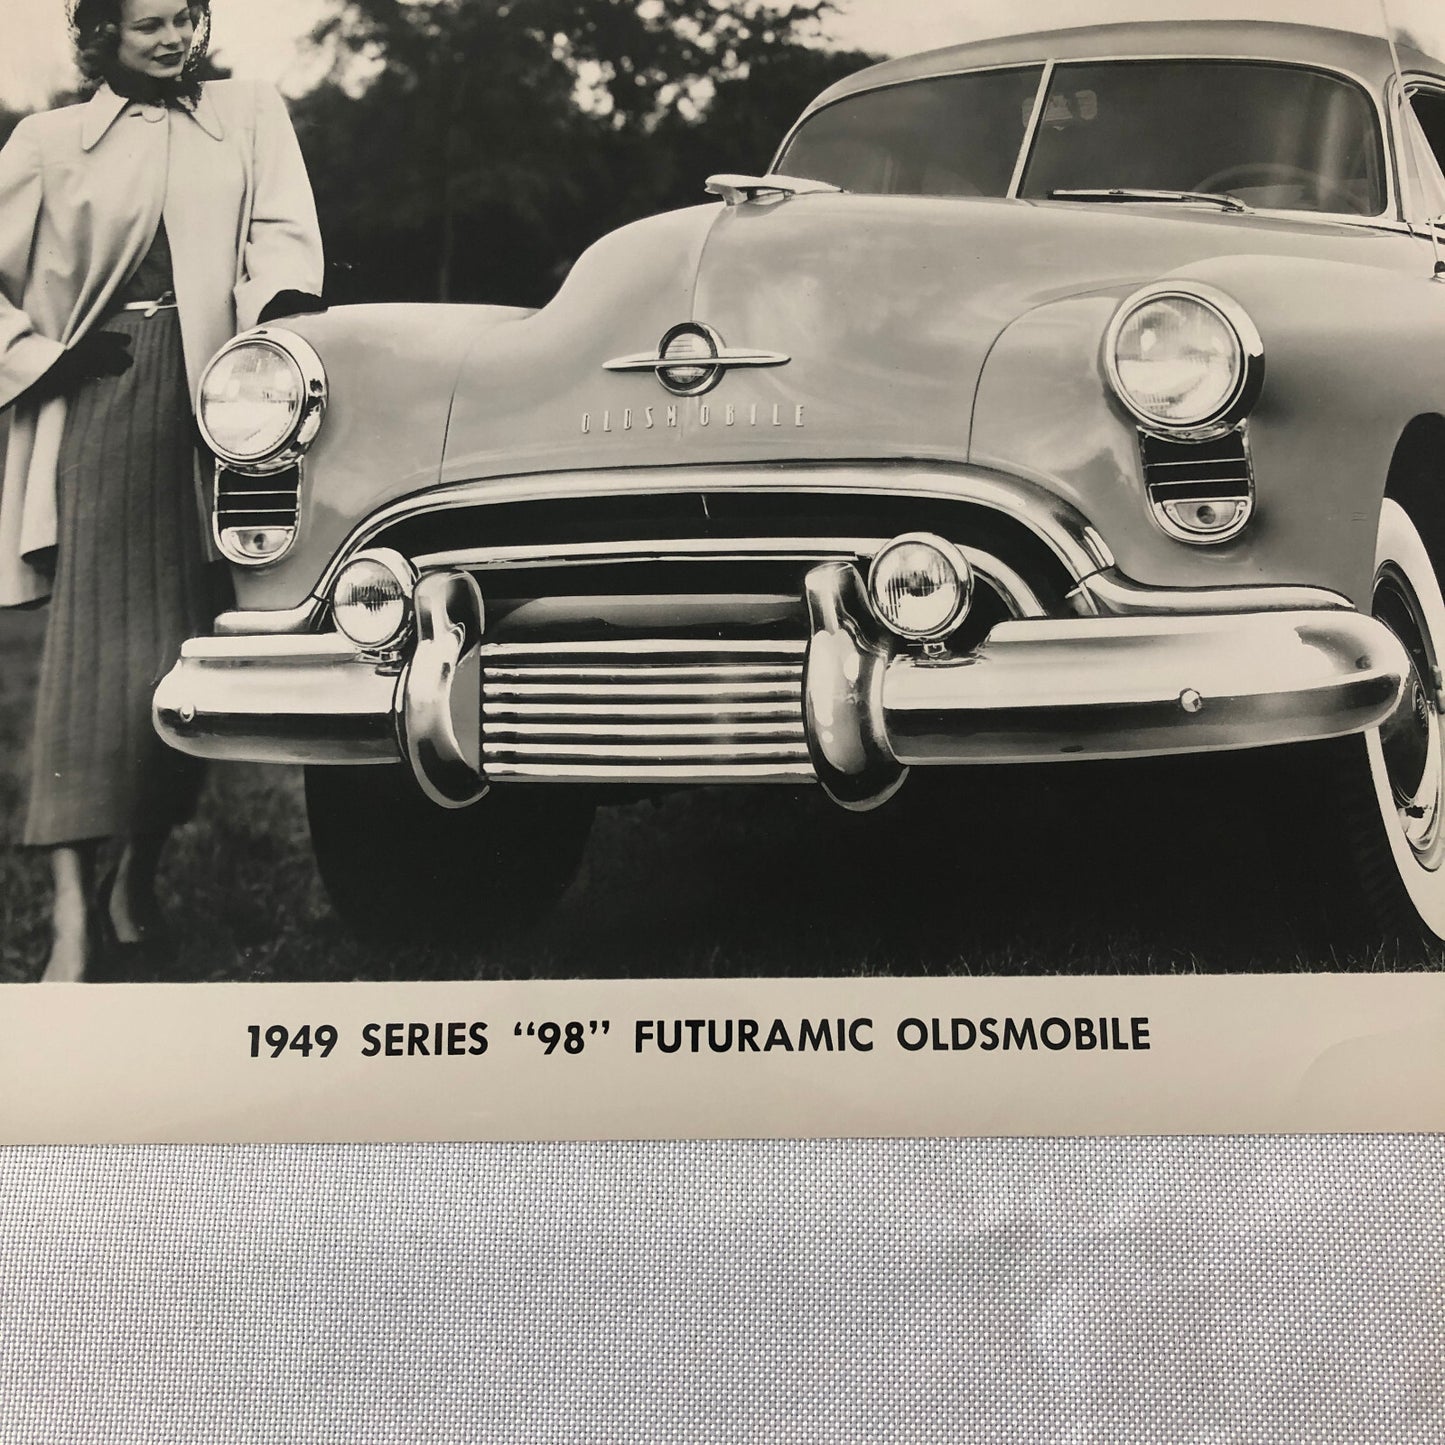 OLDSMOBILE
1949 SERIES “98” FUTURAMIC OLDSMOBILE